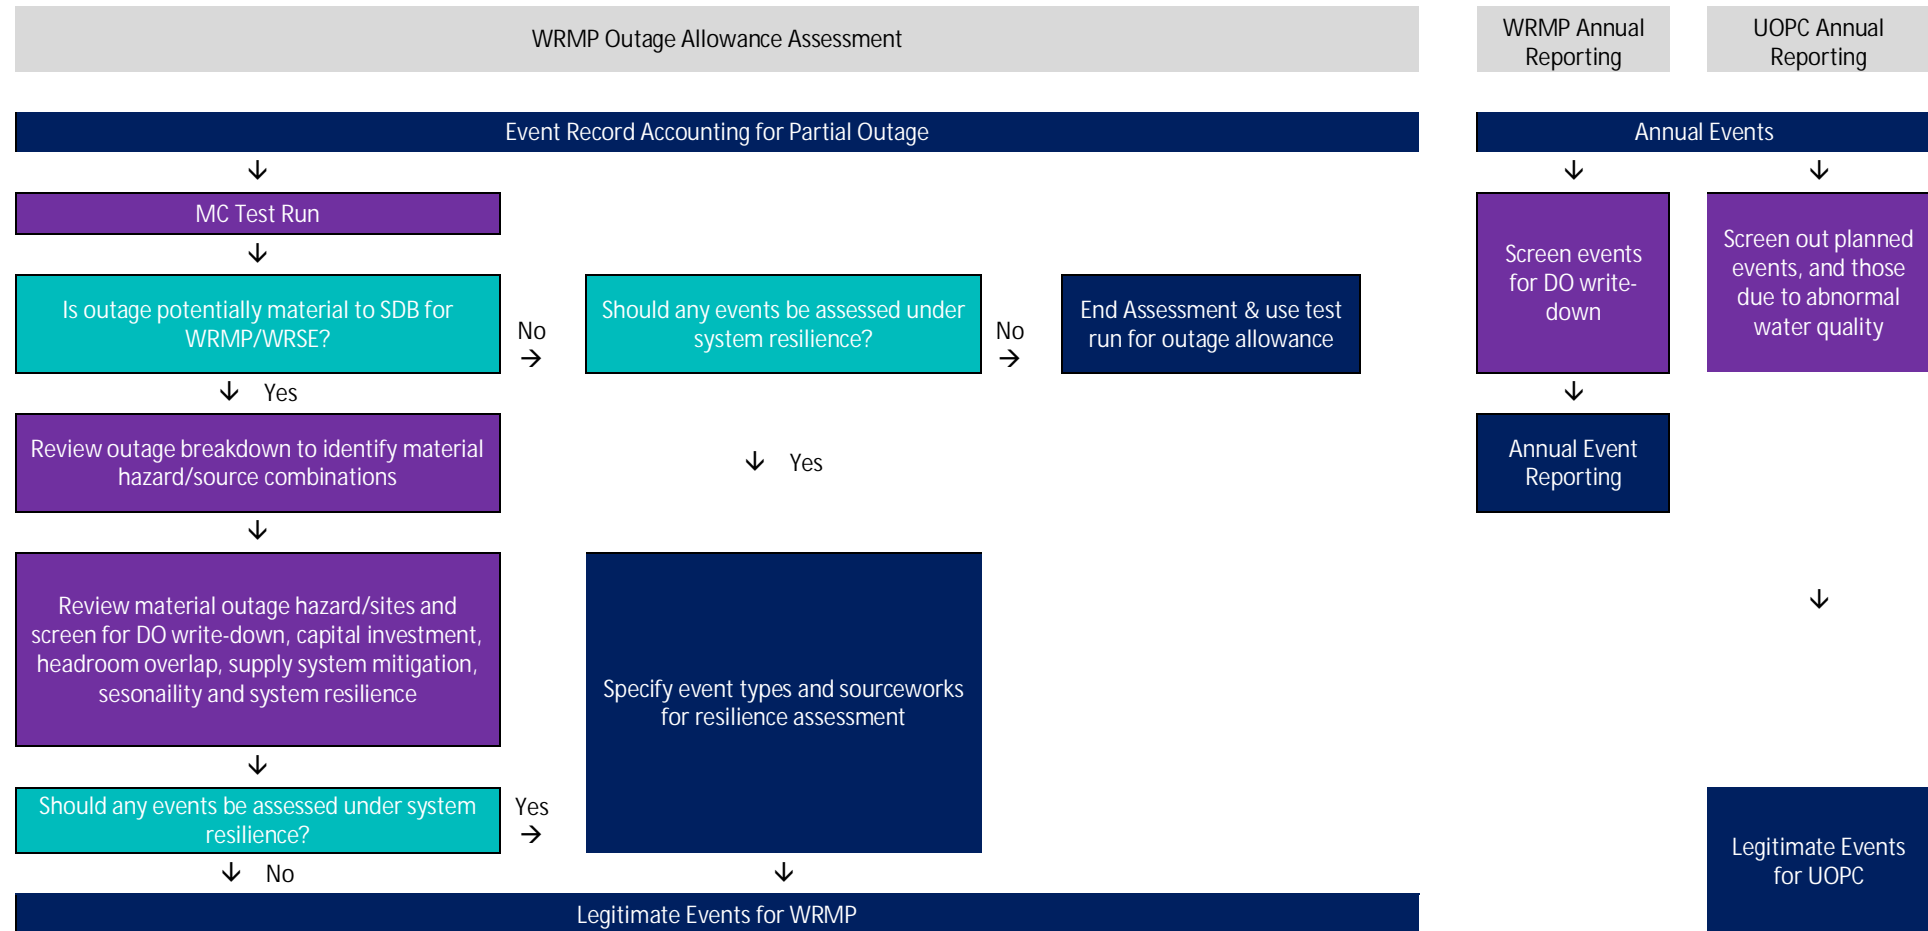 WRMP Outage Allowance Assessment
WRMP Annual
Reporting
UOPC Annual
Reporting
Event Record Accounting for Partial Outage
Annual Events
↓
↓
↓
MC Test Run
Screen events
for DO write-
down
Screen out planned
events, and those
due to abnormal
water quality
↓
Is outage potentially material to SDB for
WRMP/WRSE?
No
→
Should any events be assessed under
system resilience?
No
→
End Assessment & use test
run for outage allowance
↓ Yes
↓
Review outage breakdown to identify material
hazard/source combinations
↓ Yes
Annual Event
Reporting
↓
Review material outage hazard/sites and
screen for DO write-down, capital investment,
headroom overlap, supply system mitigation,
sesonaility and system resilience
Specify event types and sourceworks
for resilience assessment
↓
↓
Should any events be assessed under system
resilience?
Yes
→
Legitimate Events
for UOPC
↓ No
↓
Legitimate Events for WRMP